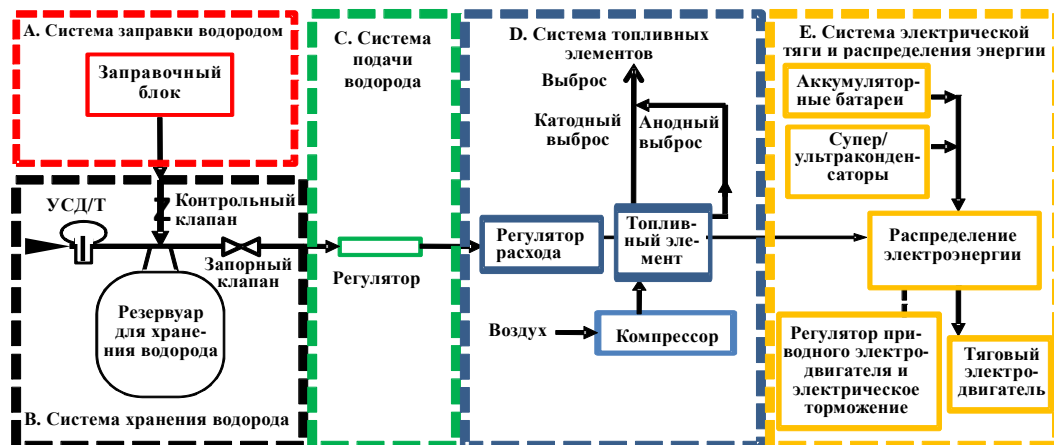 A. Система заправки водородом
Заправочный
блок
УСД/Т
Контрольный
клапан
Запорный
клапан
Резервуар
для хране-
ния водорода
B. Система хранения водорода
C. Система
подачи
водорода
Регулятор
D. Система топливных
элементов
Выброс
Катодный
выброс
Анодный
выброс
Регулятор
расхода
Топлив-
ный эле-
мент
Воздух
Компрессор
E. Система электрической
тяги и распределения энергии
Аккумулятор-
ные батареи
Супер/
ультраконден-
саторы
Распределение
электроэнергии
Регулятор при-
водного электро-
двигателя и
электрическое
торможение
Тяговый
электро-
двигатель